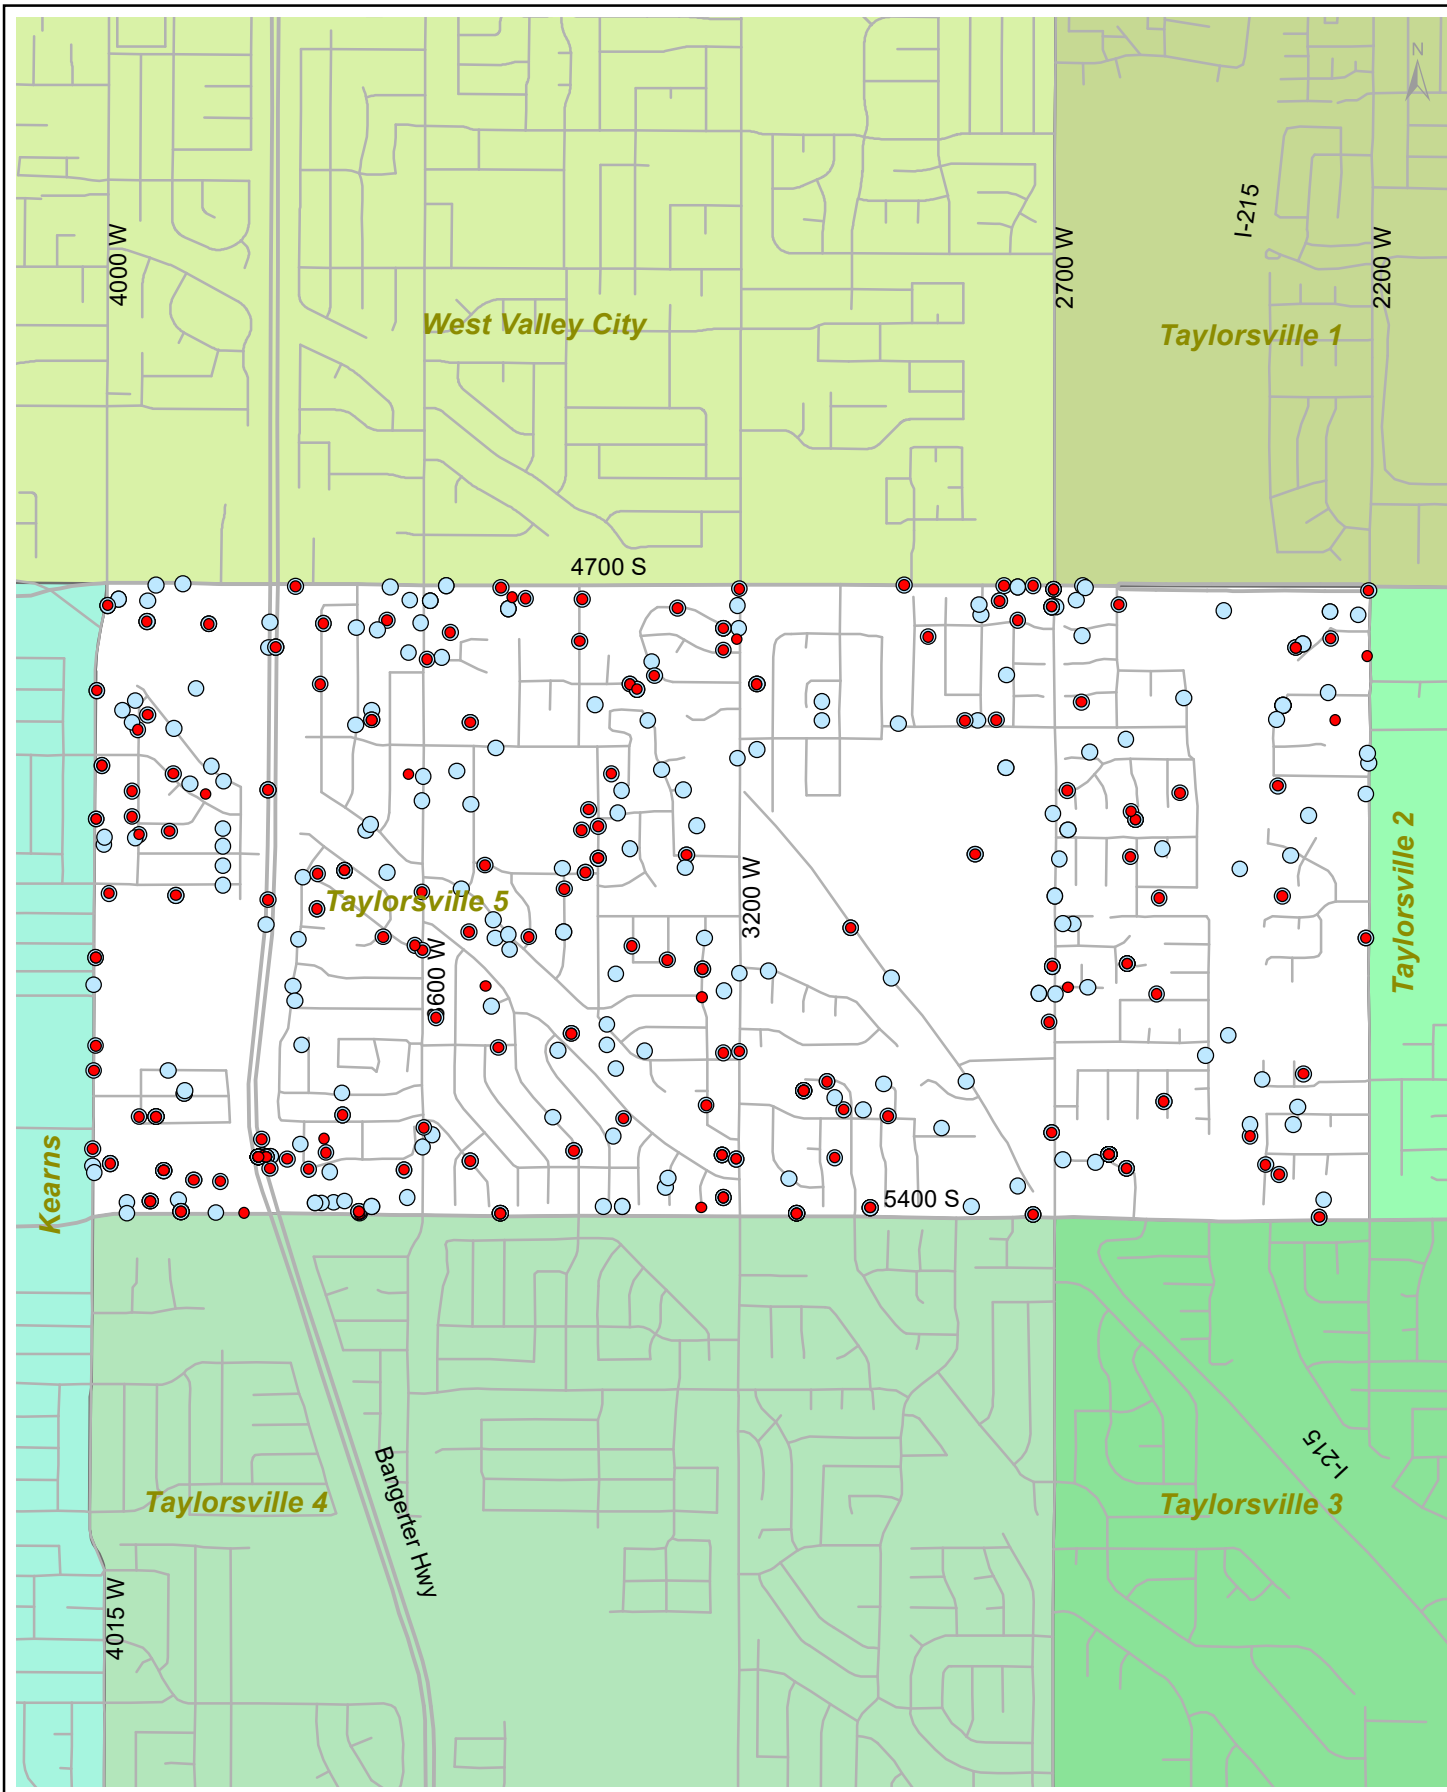 N
I-215
4000 W
2700 W
2200 W
West Valley City
Taylorsville 1
4700 S
Taylorsville 2
3200 W
Taylorsville 5
3600 W
Kearns
5400 S
I-215
Taylorsville 4
Bangerter Hwy
Taylorsville 3
4015 W